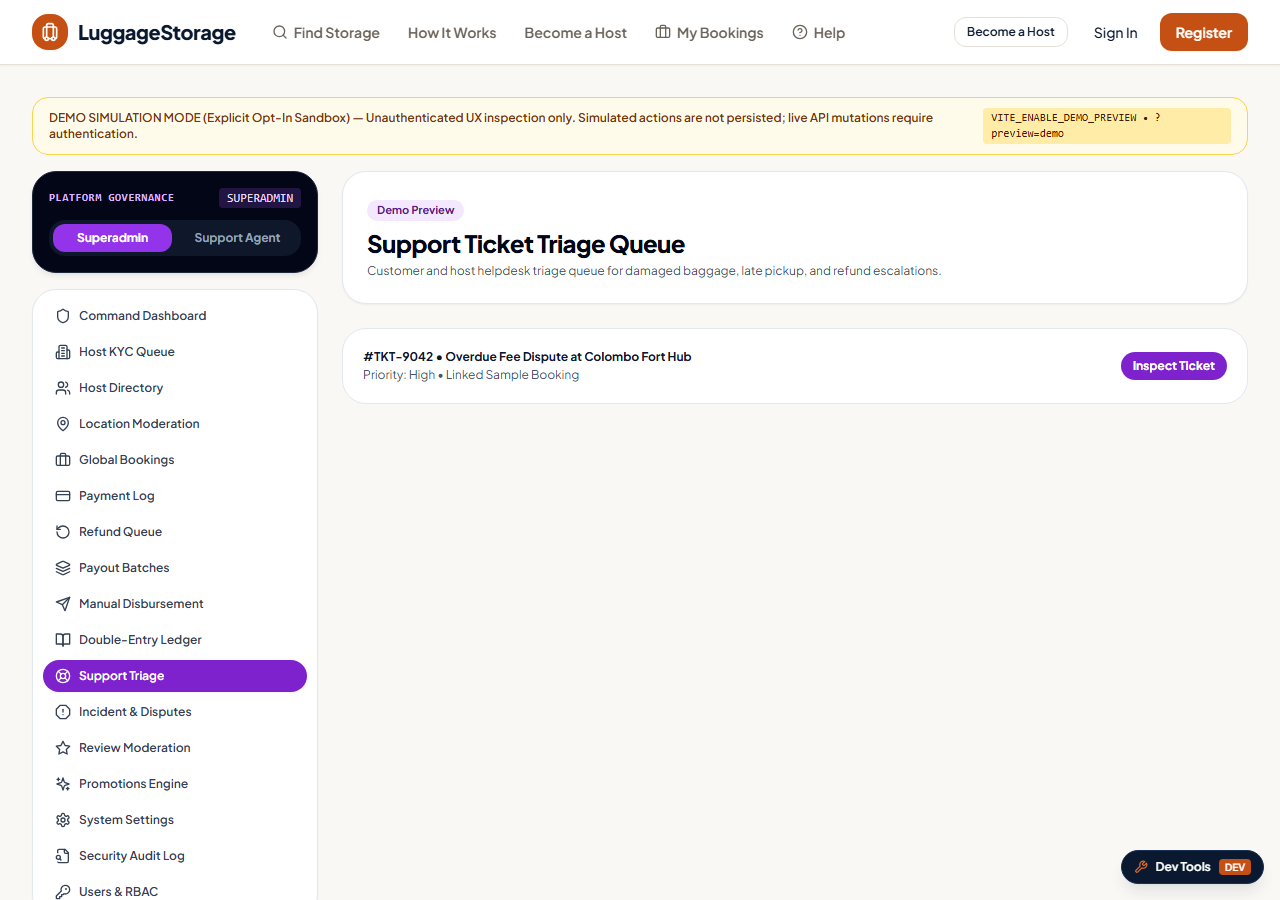 LuggageStorage
Find Storage
How It Works
Become a Host
My Bookings
Help
Become a Host
Sign In
Register
DEMO SIMULATION MODE (Explicit Opt-In Sandbox) — Unauthenticated UX inspection only. Simulated actions are not persisted; live API mutations require
authentication.
VITE_ENABLE_DEMO_PREVIEW • ?
preview=demo
PLATFORM GOVERNANCE
SUPERADMIN
Superadmin
Support Agent
Command Dashboard
Host KYC Queue
Host Directory
Location Moderation
Global Bookings
Payment Log
Refund Queue
Payout Batches
Manual Disbursement
Double-Entry Ledger
Support Triage
Incident & Disputes
Review Moderation
Promotions Engine
System Settings
Security Audit Log
Users & RBAC
Demo Preview
Support Ticket Triage Queue
Customer and host helpdesk triage queue for damaged baggage, late pickup, and refund escalations.
#TKT-9042 • Overdue Fee Dispute at Colombo Fort Hub
Priority: High • Linked Sample Booking
Inspect Ticket
Dev Tools
DEV